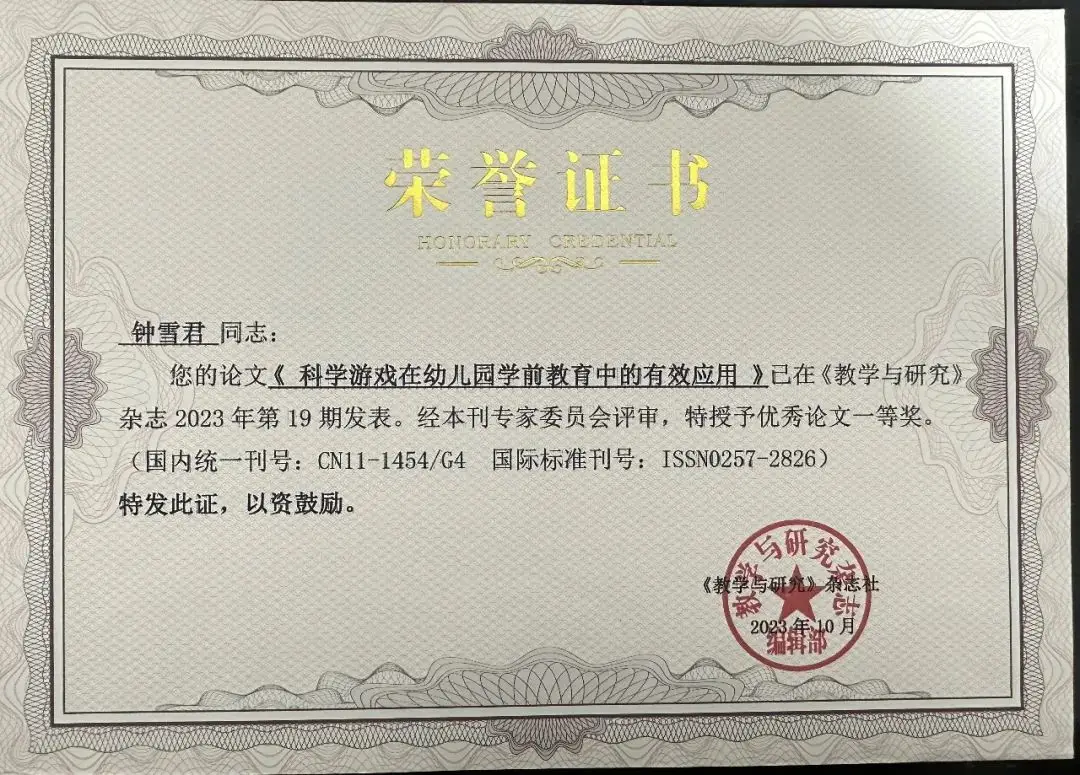 荣誉证书
HONORARY CREDENTIAL
钟雪君 同志：
您的论文《 科学游戏在幼儿园学前教育中的有效应用 》已在《教学与研究》
杂志 2023 年第 19 期发表。经本刊专家委员会评审，特授予优秀论文一等奖。
（国内统一刊号：CN11-1454/G4 国际标准刊号：ISSN0257-2826）
特发此证，以资鼓励。
教学与研究杂志
《教学与研究》杂志社
2023 年 10 月
编辑部